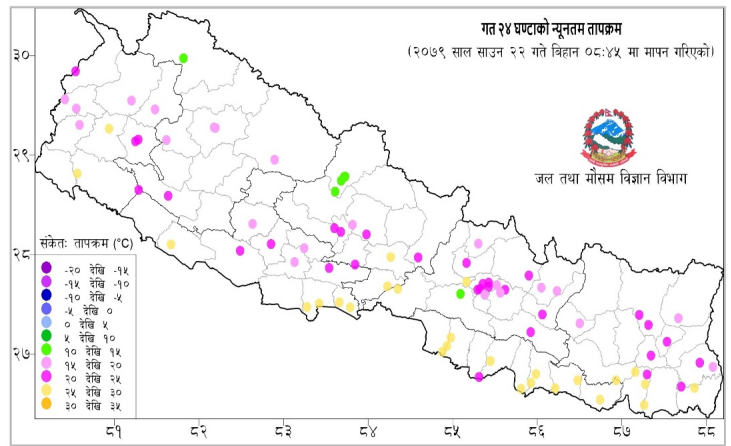 गत २४ घण्टाको न्यूनतम तापक्रम
(२०७९ साल साउन २२ गते विहान ०८:४५ मा मापन गरिएको)
जल तथा मौसम विज्ञान विभाग
३०
२९
२८
२७
संकेतः तापक्रम (°C)
-२० देखि -१५
-१५ देखि -१०
-१० देखि -५
-५ देखि ०
० देखि ५
५ देखि १०
१० देखि १५
१५ देखि २०
२० देखि २५
२५ देखि ३०
३० देखि ३५
८१ ८२ ८३ ८४ ८५ ८६ ८७ ८८